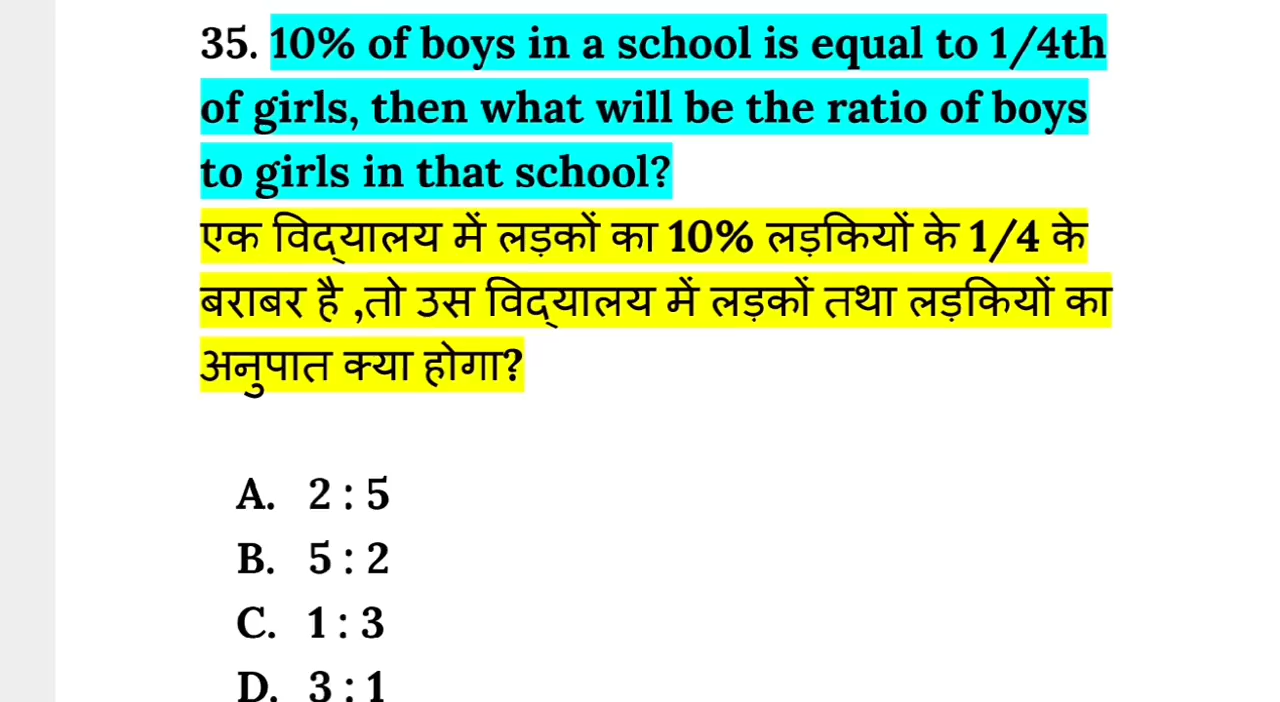 35. 10% of boys in a school is equal to 1/4th
of girls, then what will be the ratio of boys
to girls in that school?
एक विद्यालय में लड़कों का 10% लड़कियों के 1/4 के
बराबर है ,तो उस विद्यालय में लड़कों तथा लड़कियों का
अनुपात क्या होगा?
A. 2 : 5
B. 5 : 2
C. 1 : 3
D. 3 : 1